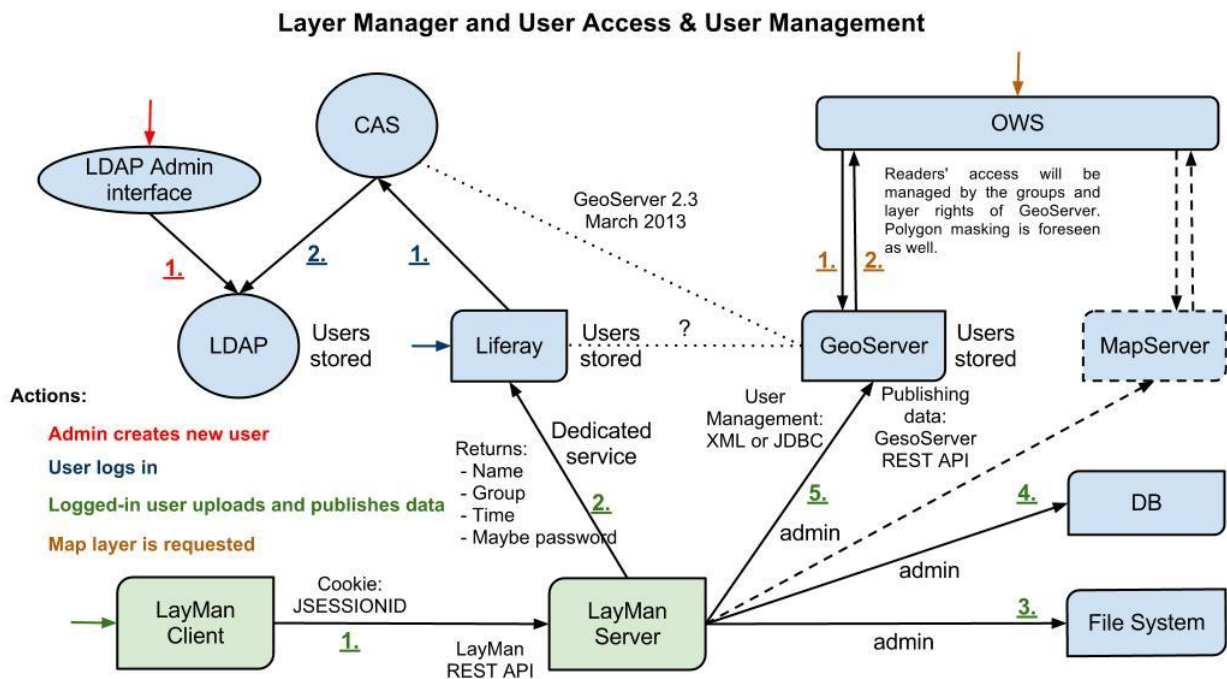 Layer Manager and User Access & User Management
CAS
OWS
LDAP Admin
interface
Readers' access will be
managed by the groups and
layer rights of GeoServer.
Polygon masking is foreseen
as well.
GeoServer 2.3
March 2013
1.
2.
1.
1.
2.
LDAP
Users
stored
Liferay
Users
stored
?
GeoServer
Users
stored
MapServer
Actions:
Admin creates new user
User logs in
Logged-in user uploads and publishes data
Map layer is requested
Returns:
- Name
- Group
- Time
- Maybe password
Dedicated
service
2.
User
Management:
XML or JDBC
Publishing
data:
GesoServer
REST API
5.
admin
4.
admin
DB
LayMan
Client
Cookie:
JSESSIONID
1.
LayMan
REST API
LayMan
Server
3.
admin
File System